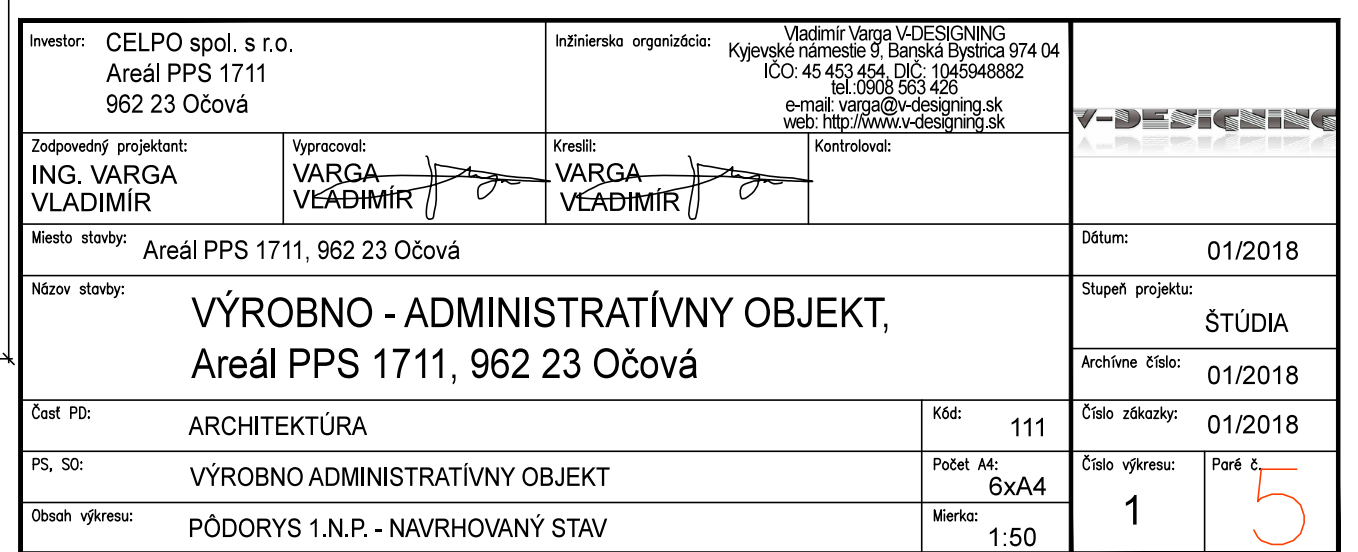 Investor: CELPO spol. s r.o.
Areál PPS 1711
962 23 Očová
Inžinierska organizácia: Vladimír Varga V-DESIGNING
Kyjevské námestie 9, Banská Bystrica 974 04
IČO: 45 453 454, DIČ: 1045948882
tel.:0908 563 426
e-mail: varga@v-designing.sk
web: http://www.v-designing.sk
V-DESIGNING
Zodpovedný projektant:
ING. VARGA
VLADIMÍR
Vypracoval:
VARGA
VLADIMÍR
Kreslil:
VARGA
VLADIMÍR
Kontroloval:
Miesto stavby: Areál PPS 1711, 962 23 Očová
Dátum: 01/2018
Názov stavby:
VÝROBNO - ADMINISTRATÍVNY OBJEKT,
Areál PPS 1711, 962 23 Očová
Stupeň projektu:
ŠTÚDIA
Archívne číslo: 01/2018
Časť PD: ARCHITEKTÚRA
Kód: 111
Číslo zákazky: 01/2018
PS, SO: VÝROBNO ADMINISTRATÍVNY OBJEKT
Počet A4:
6xA4
Číslo výkresu:
1
Paré č.
5
Obsah výkresu: PÔDORYS 1.N.P. - NAVRHOVANÝ STAV
Mierka:
1:50